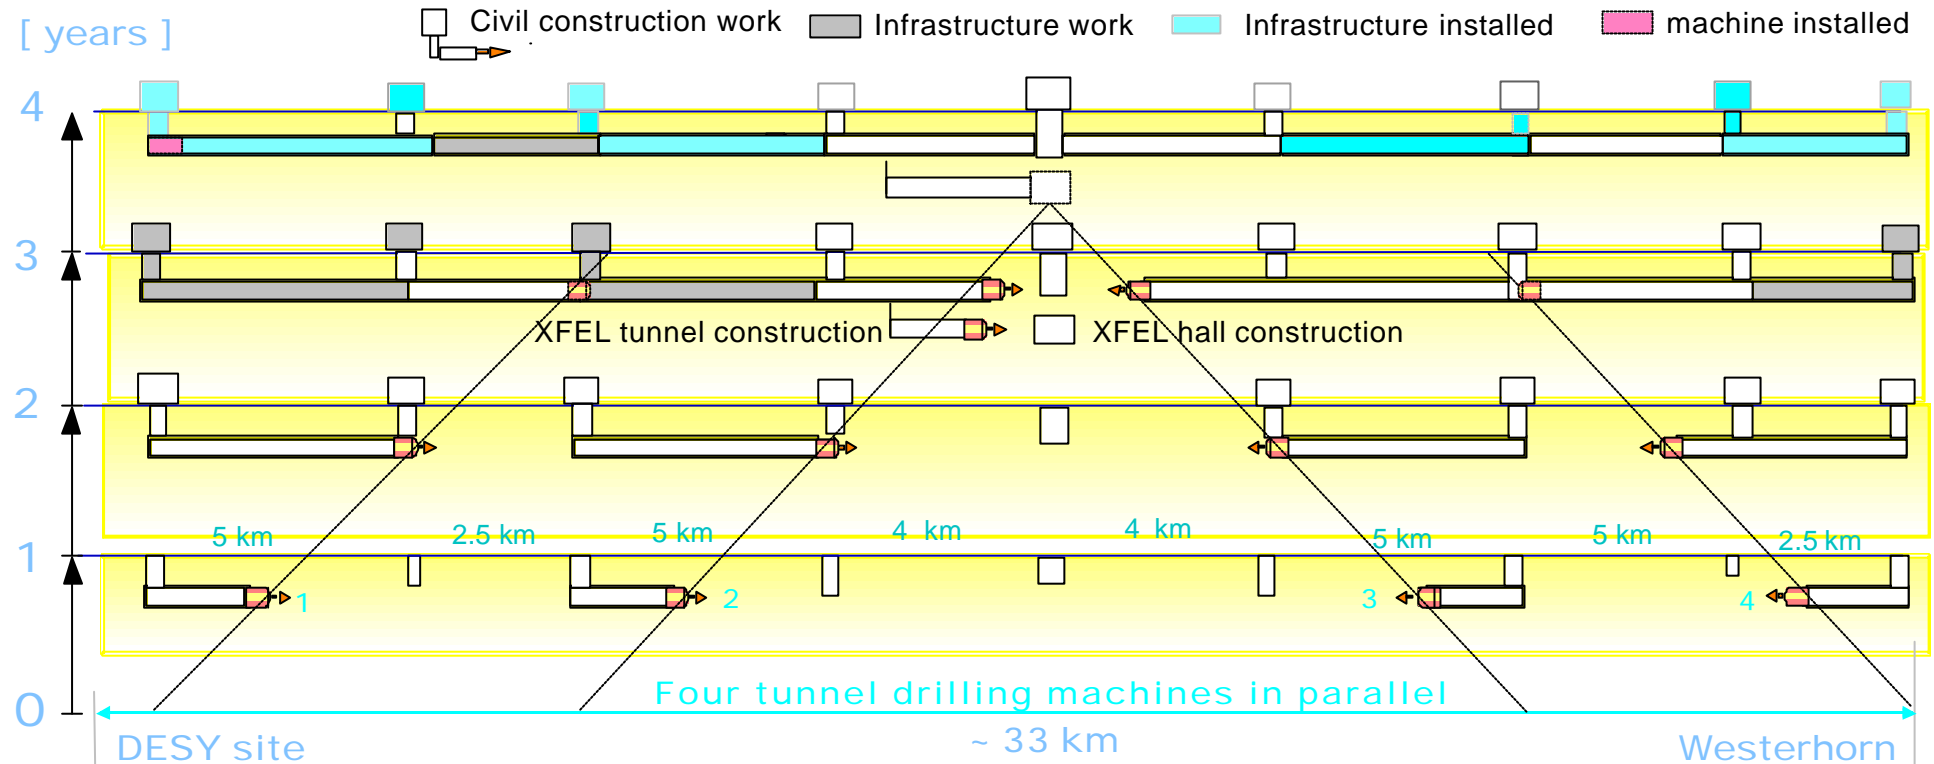 [ years ]
Civil construction work
Infrastructure work
Infrastructure installed
machine installed
4
3
XFEL tunnel construction
XFEL hall construction
2
5 km
2.5 km
5 km
4 km
4 km
5 km
5 km
2.5 km
1
1
2
3
4
Four tunnel drilling machines in parallel
0
DESY site
~ 33 km
Westerhorn